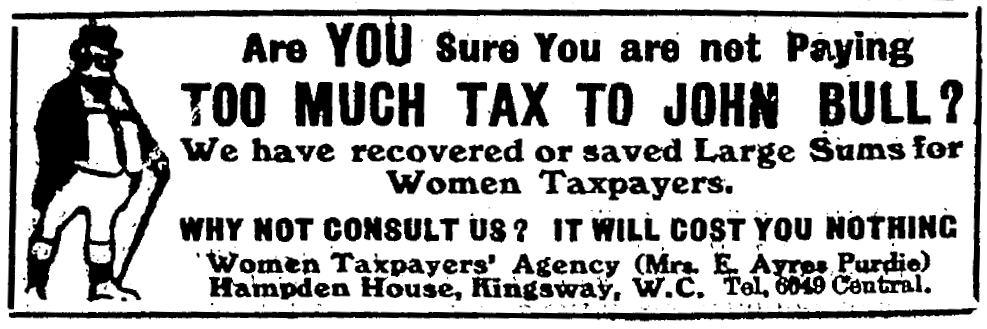 Are YOU Sure You are not Paying
TOO MUCH TAX TO JOHN BULL?
We have recovered or saved Large Sums for
Women Taxpayers.
WHY NOT CONSULT US? IT WILL COST YOU NOTHING
Women Taxpayers' Agency (Mrs. E. Ayres Purdie)
Hampden House, Kingsway, W.C. Tel. 6049 Central.